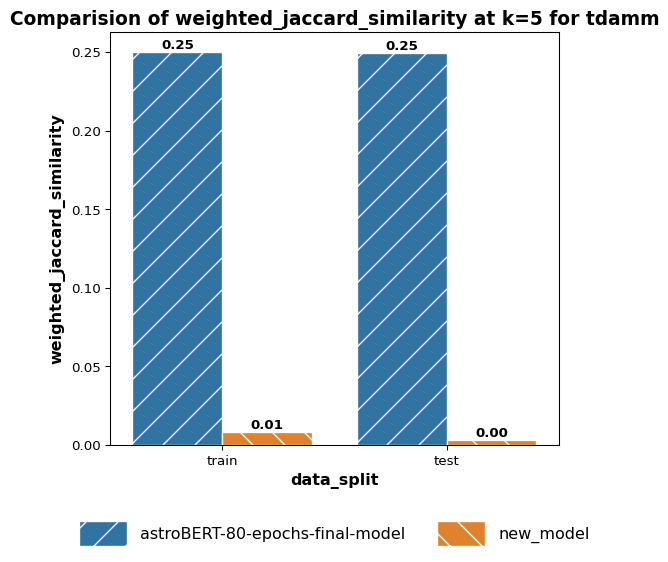 Comparision of weighted_jaccard_similarity at k=5 for tdamm
weighted_jaccard_similarity
0.25
0.20
0.15
0.10
0.05
0.00
0.25
0.01
0.25
0.00
train
test
data_split
astroBERT-80-epochs-final-model
new_model